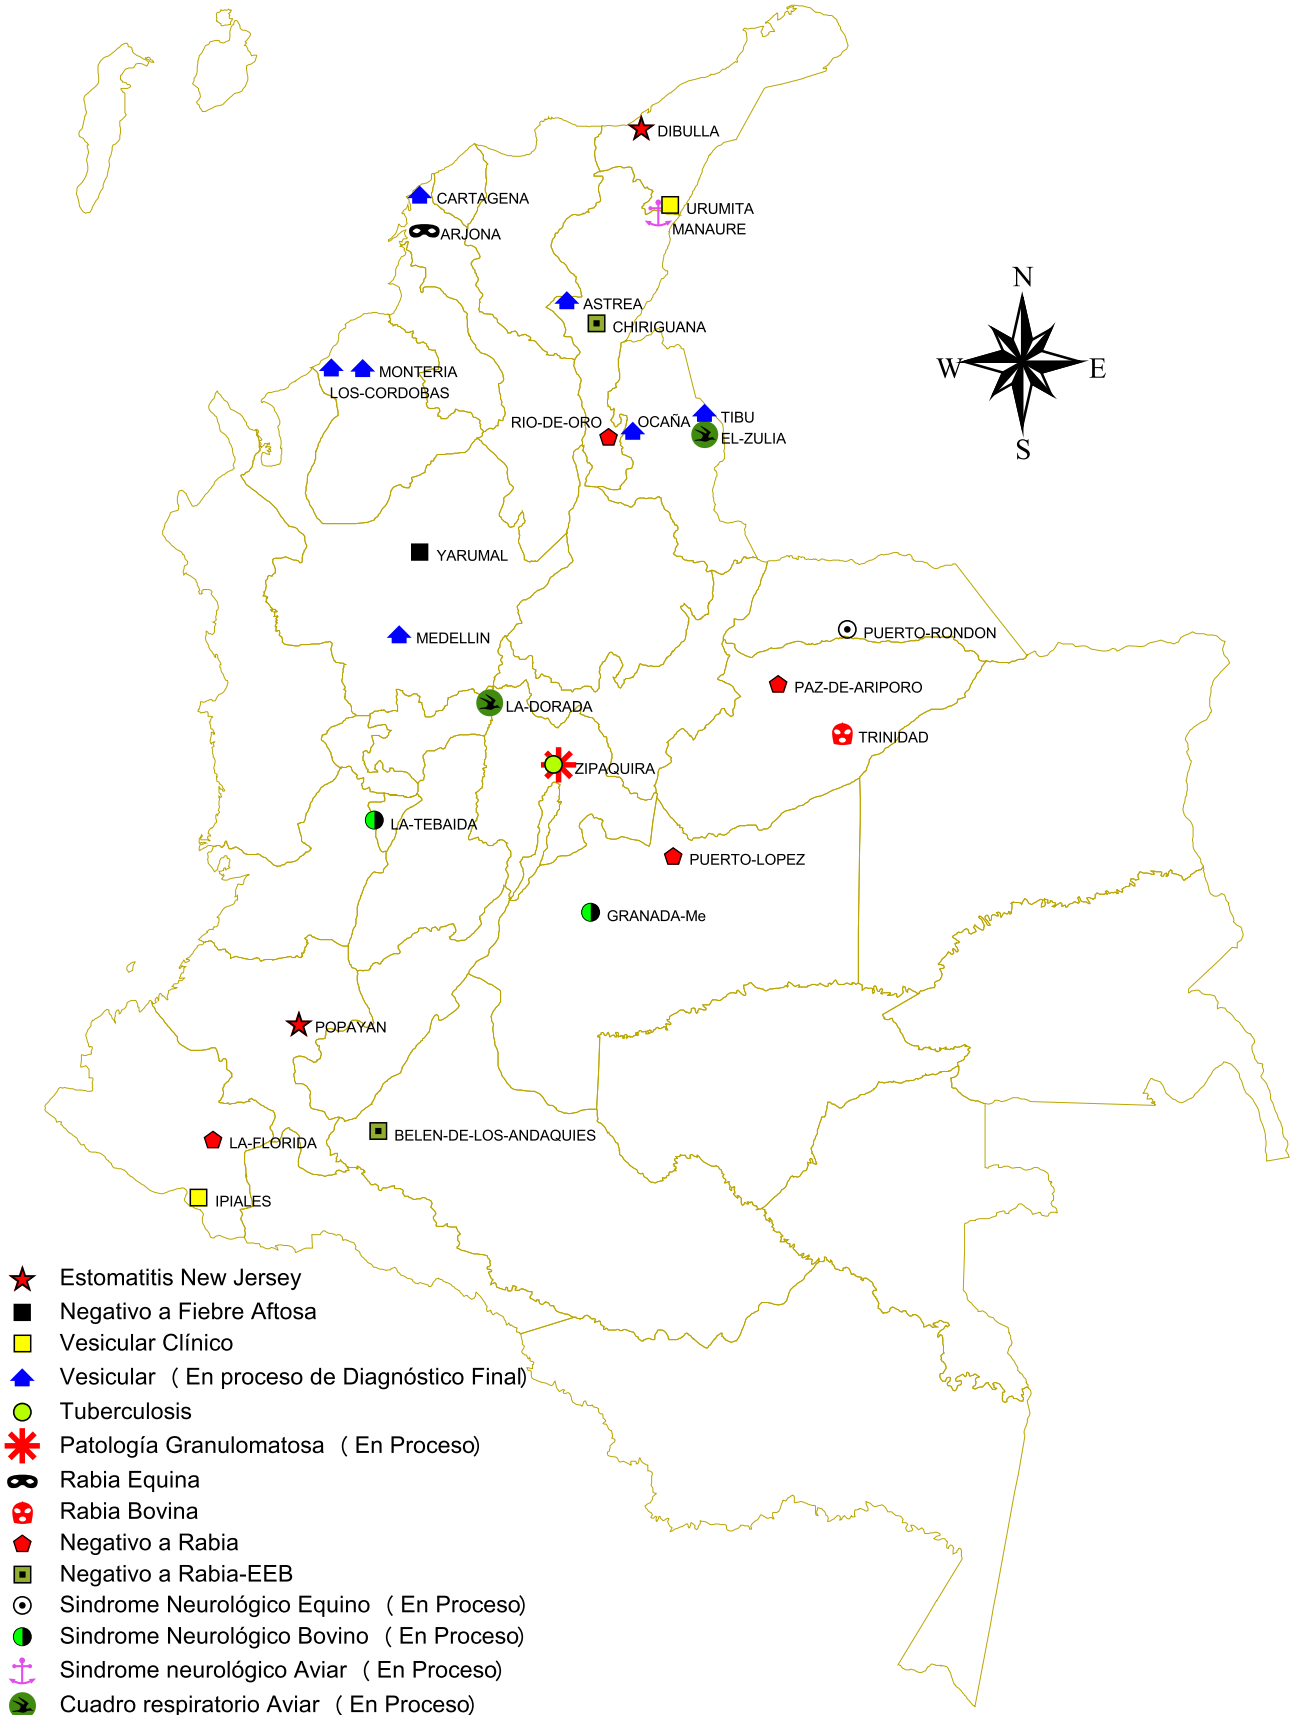 DIBULLA
CARTAGENA
URUMITA
MANAURE
ARJONA
N
ASTREA
CHIRIGUANA
W
E
MONTERIA
LOS-CORDOBAS
RIO-DE-ORO
OCAÑA
TIBU
EL-ZULIA
S
YARUMAL
PUERTO-RONDON
MEDELLIN
PAZ-DE-ARIPORO
LA-DORADA
TRINIDAD
ZIPAQUIRA
LA-TEBAIDA
PUERTO-LOPEZ
GRANADA-Me
POPAYAN
BELEN-DE-LOS-ANDAQUIES
LA-FLORIDA
IPIALES
Estomatitis New Jersey
Negativo a Fiebre Aftosa
Vesicular Clínico
Vesicular ( En proceso de Diagnóstico Final)
Tuberculosis
Patología Granulomatosa ( En Proceso)
Rabia Equina
Rabia Bovina
Negativo a Rabia
Negativo a Rabia-EEB
Sindrome Neurológico Equino ( En Proceso)
Sindrome Neurológico Bovino ( En Proceso)
Sindrome neurológico Aviar ( En Proceso)
Cuadro respiratorio Aviar ( En Proceso)